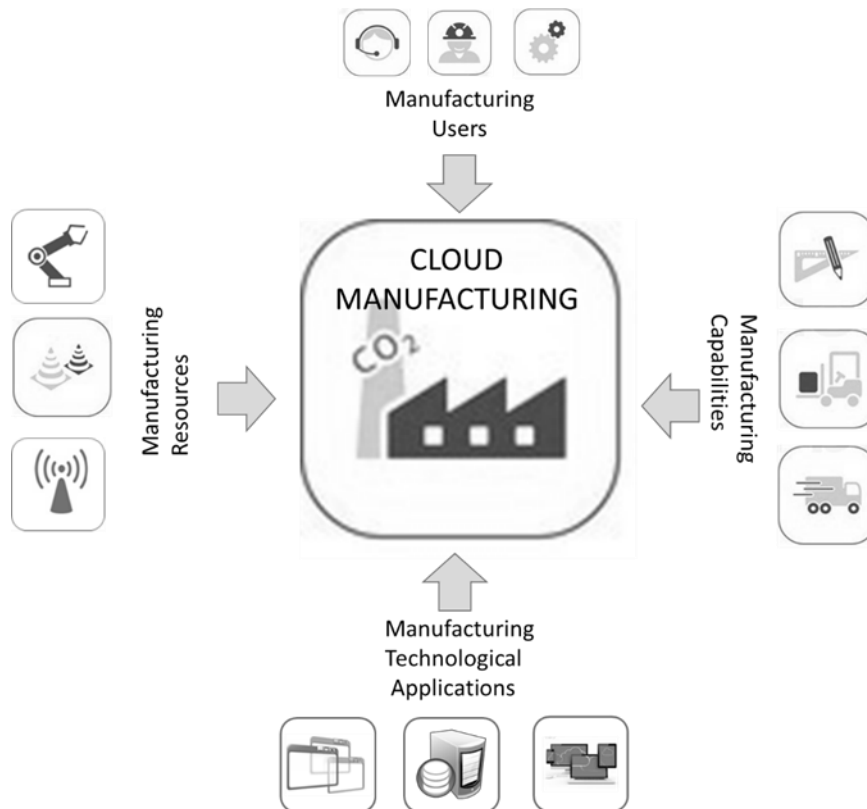 Manufacturing
Users
CLOUD
MANUFACTURING
CO2
Manufacturing
Resources
Manufacturing
Capabilities
Manufacturing
Technological
Applications